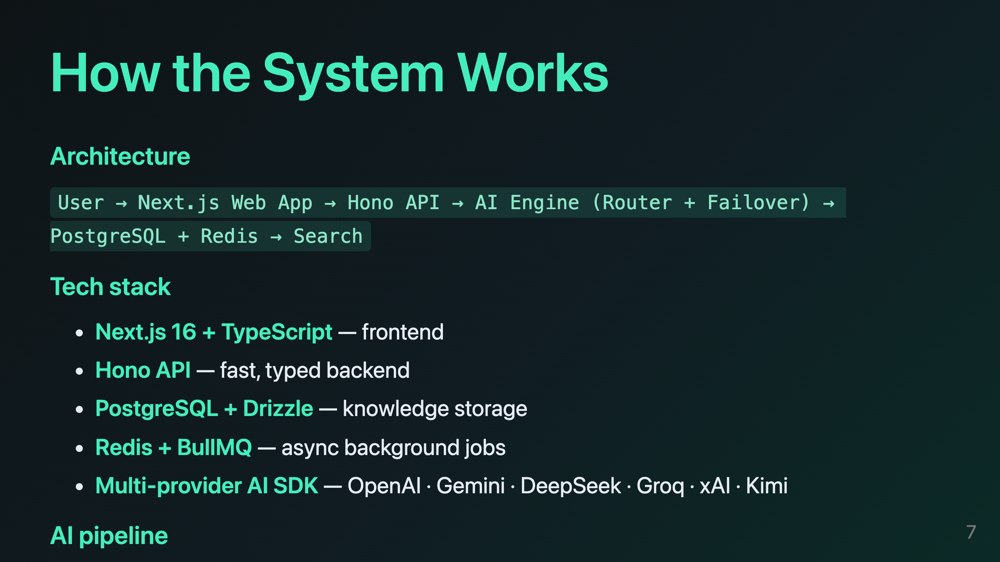 How the System Works
Architecture
User → Next.js Web App → Hono API → AI Engine (Router + Failover) →
PostgreSQL + Redis → Search
Tech stack
• Next.js 16 + TypeScript — frontend
• Hono API — fast, typed backend
• PostgreSQL + Drizzle — knowledge storage
• Redis + BullMQ — async background jobs
• Multi-provider AI SDK — OpenAI · Gemini · DeepSeek · Groq · xAI · Kimi
AI pipeline
7